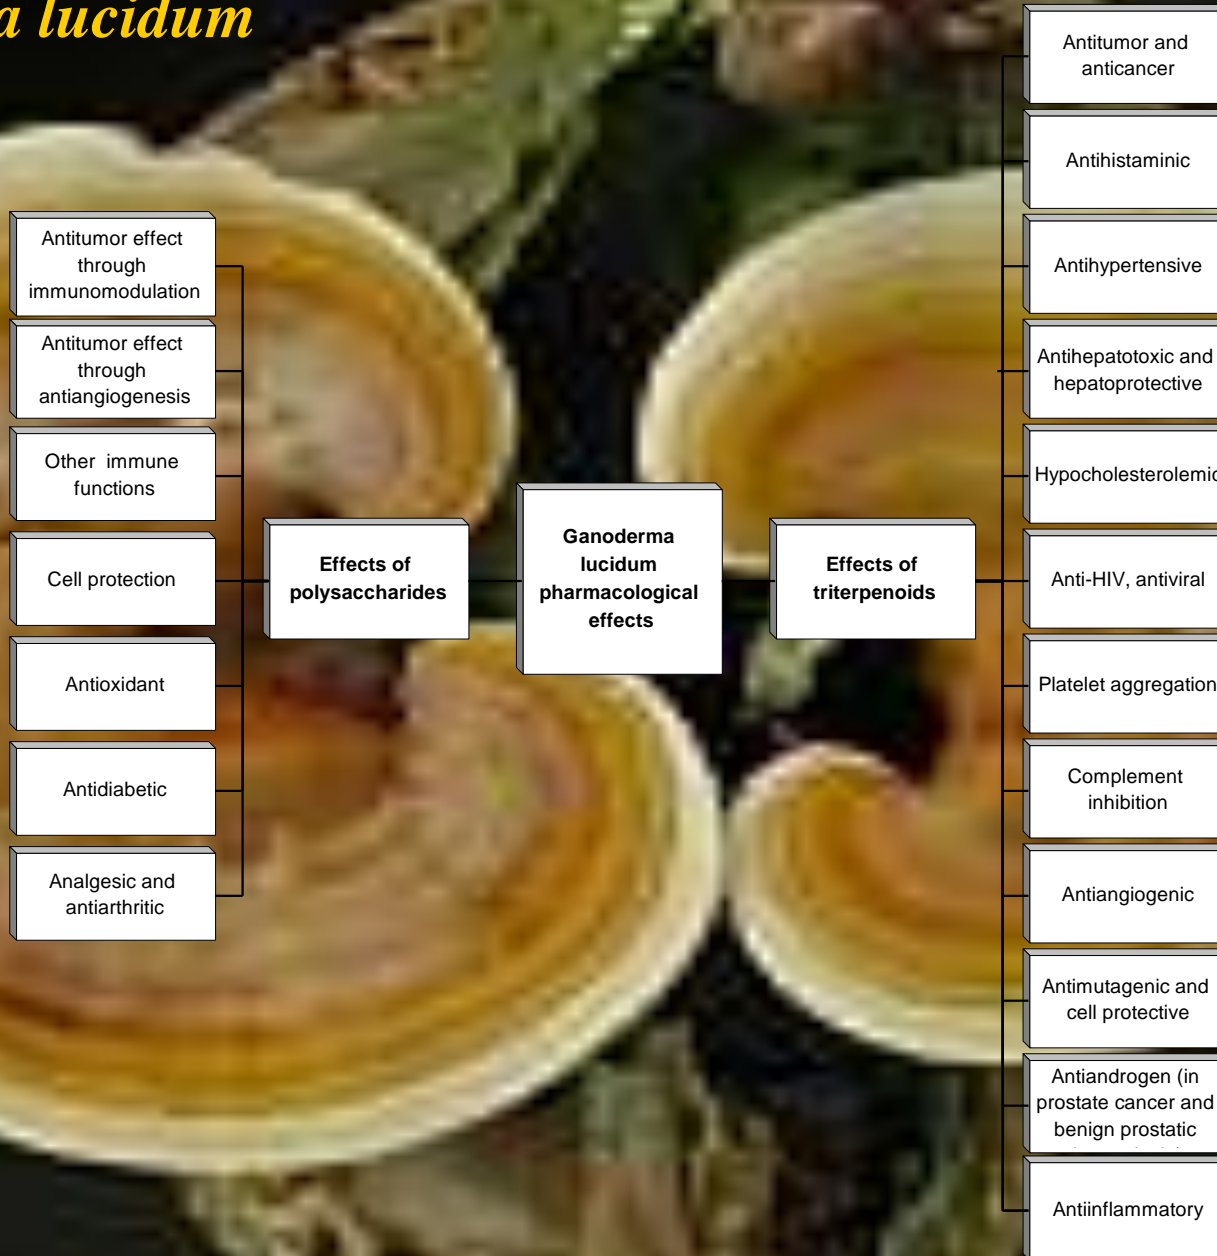 a lucidum
Antitumor effect
through
immunomodulation
Antitumor effect
through
antiangiogenesis
Other immune
functions
Cell protection
Antioxidant
Antidiabetic
Analgesic and
antiarthritic
Effects of
polysaccharides
Ganoderma
lucidum
pharmacological
effects
Effects of
triterpenoids
Antitumor and
anticancer
Antihistaminic
Antihypertensive
Antihepatotoxic and
hepatoprotective
Hypocholesterolemic
Anti-HIV, antiviral
Platelet aggregation
Complement
inhibition
Antiangiogenic
Antimutagenic and
cell protective
Antiandrogen (in
prostate cancer and
benign prostatic
Antiinflammatory